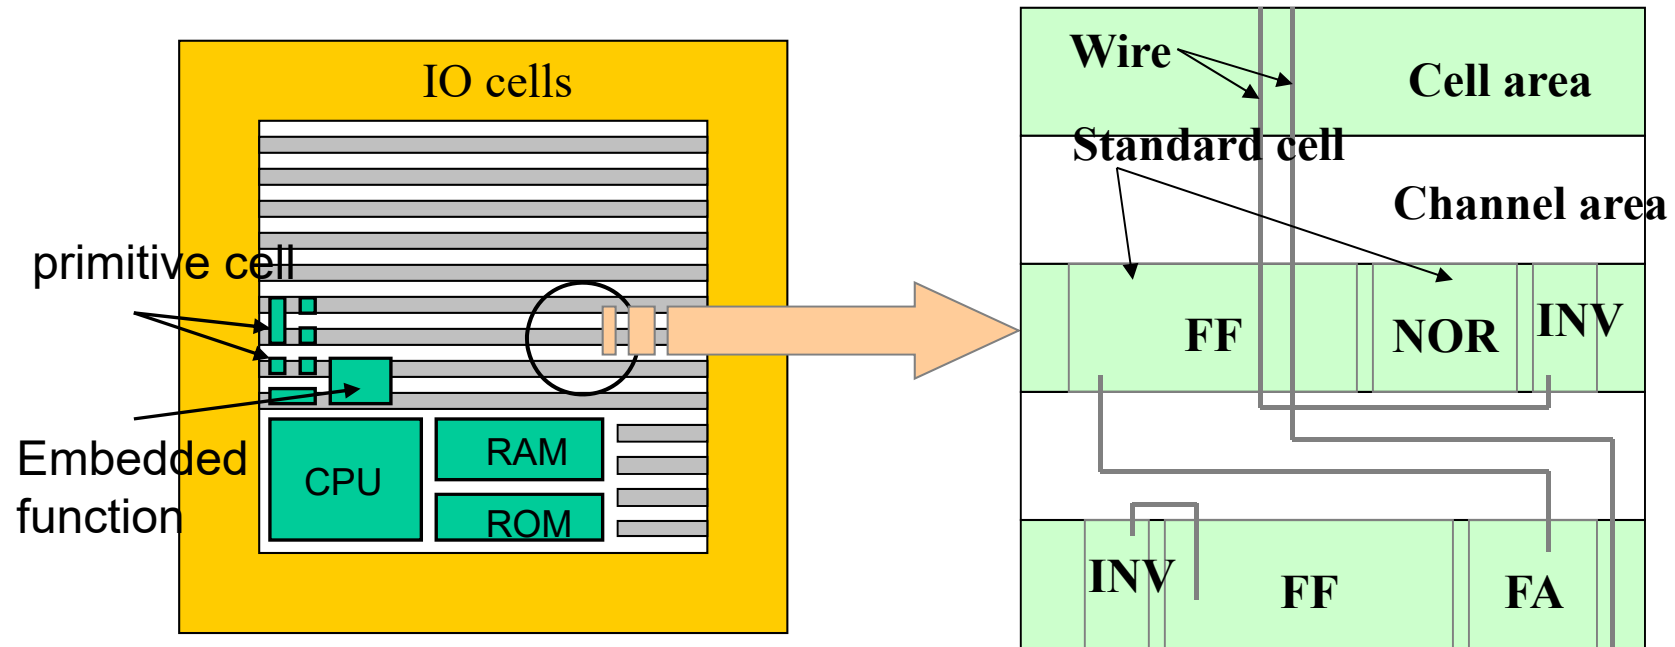 IO cells
primitive cell
Embedded
function
CPU
RAM
ROM
Wire
Cell area
Standard cell
Channel area
FF
NOR
INV
INV
FF
FA